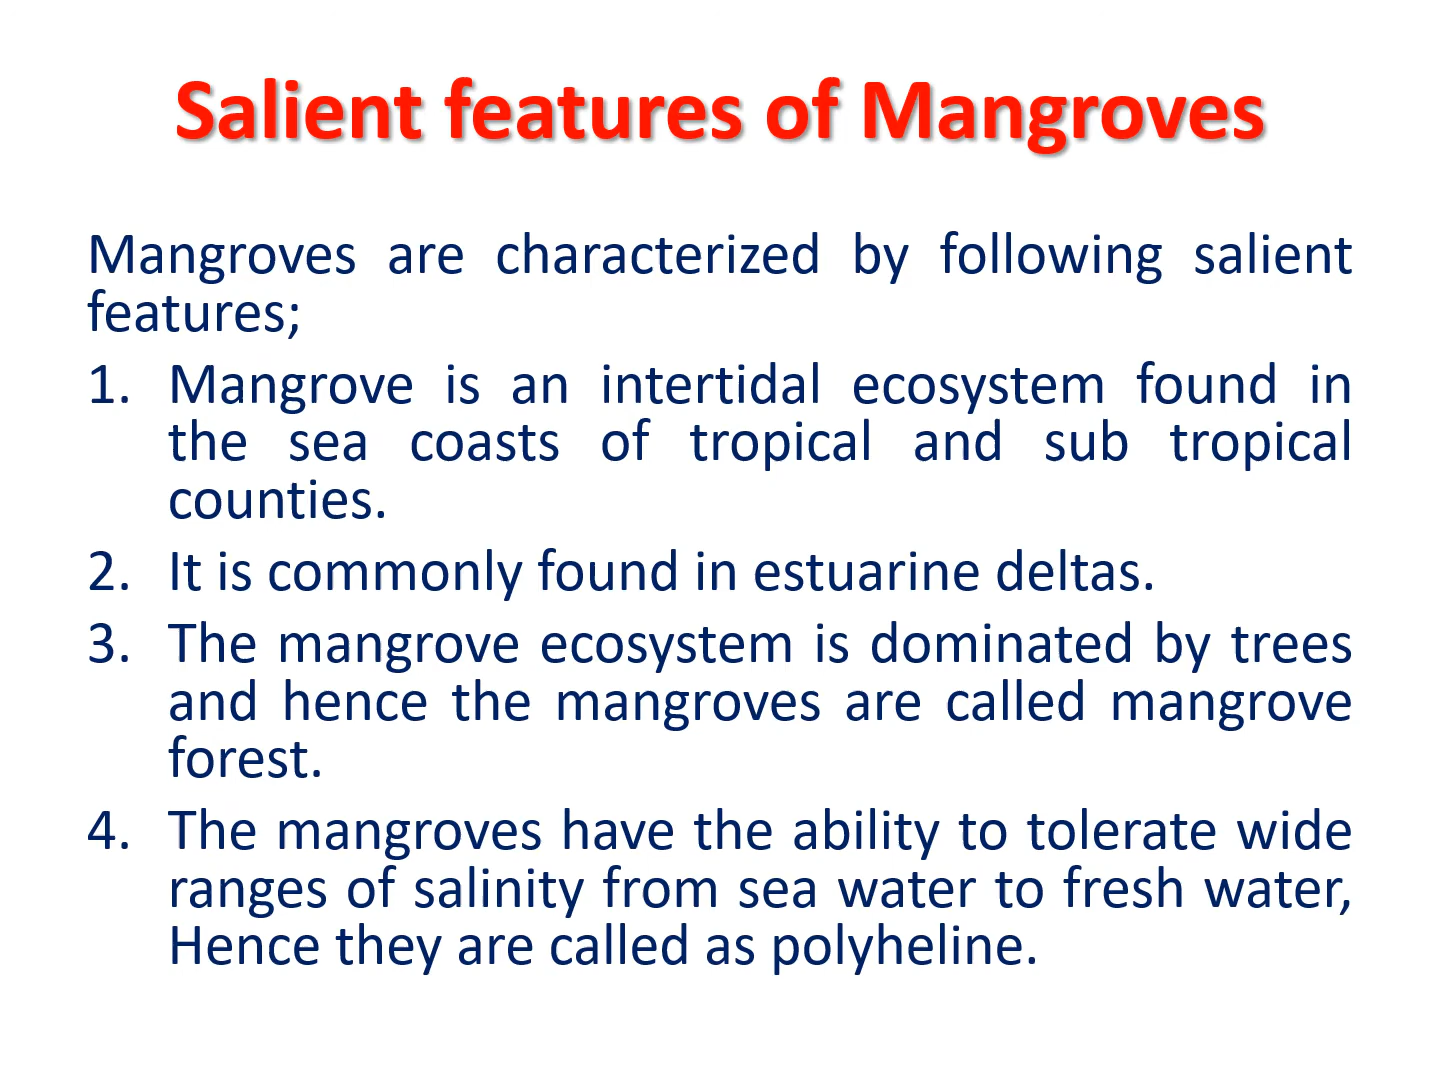 Salient features of Mangroves
Mangroves are characterized by following salient
features;
1. Mangrove is an intertidal ecosystem found in
the sea coasts of tropical and sub tropical
counties.
2. It is commonly found in estuarine deltas.
3. The mangrove ecosystem is dominated by trees
and hence the mangroves are called mangrove
forest.
4. The mangroves have the ability to tolerate wide
ranges of salinity from sea water to fresh water,
Hence they are called as polyheline.